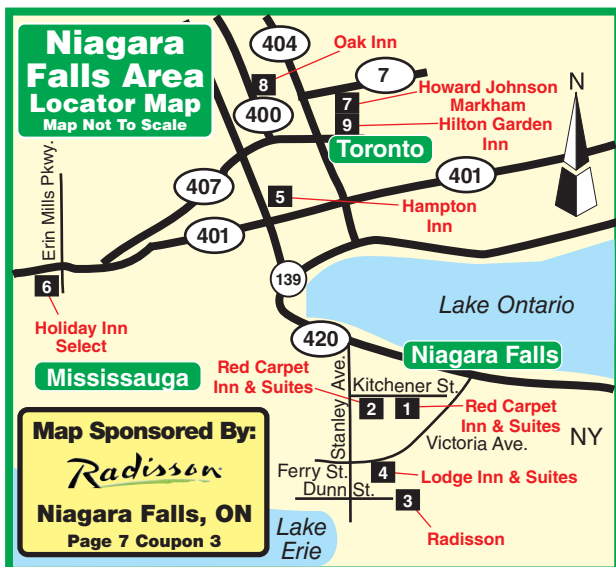 Niagara
Falls Area
Locator Map
Map Not To Scale
404
Oak Inn
8
7
400
7
Howard Johnson
Markham
9
Hilton Garden
Inn
N
Toronto
Erin Mills Pkwy.
407
401
5
Hampton
Inn
401
139
6
Holiday Inn
Select
Lake Ontario
420
Niagara Falls
Mississauga
Red Carpet
Inn & Suites
Stanley Ave.
Kitchener St.
2
1
Red Carpet
Inn & Suites
Victoria Ave.
NY
Ferry St.
4
Lodge Inn & Suites
Dunn St.
3
Radisson
Lake
Erie
Map Sponsored By:
Radisson
Niagara Falls, ON
Page 7 Coupon 3